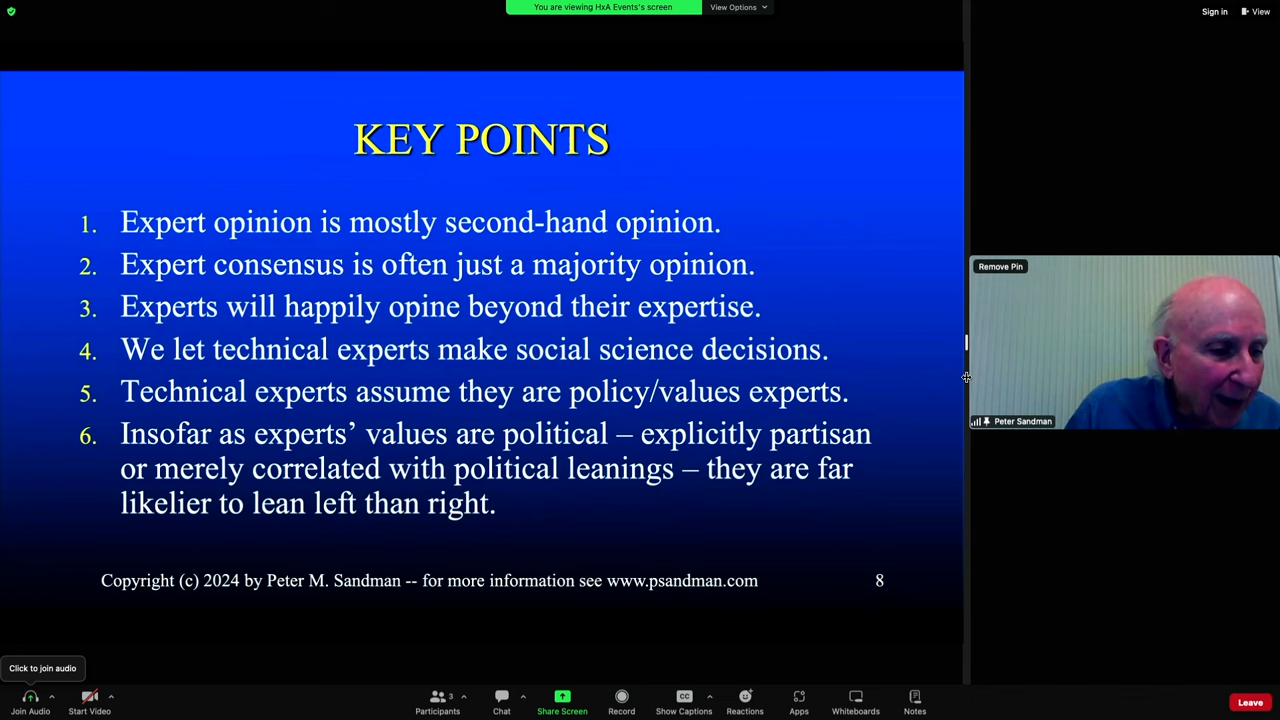 You are viewing HxA Events's screen
View Options
Sign in
View
KEY POINTS
1. Expert opinion is mostly second-hand opinion.
2. Expert consensus is often just a majority opinion.
3. Experts will happily opine beyond their expertise.
4. We let technical experts make social science decisions.
5. Technical experts assume they are policy/values experts.
6. Insofar as experts’ values are political – explicitly partisan
or merely correlated with political leanings – they are far
likelier to lean left than right.
Copyright (c) 2024 by Peter M. Sandman -- for more information see www.psandman.com
8
Remove Pin
Peter Sandman
Click to join audio
Join Audio
Start Video
Participants
3
Chat
Share Screen
Record
CC
Show Captions
Reactions
Apps
Whiteboards
Notes
Leave